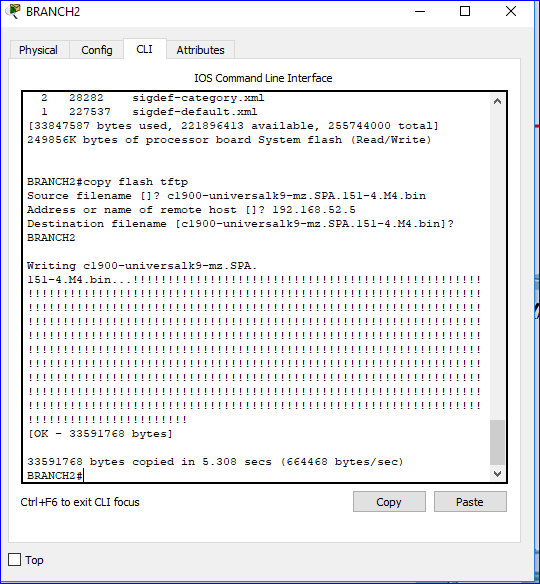 BRANCH2
Physical
Config
CLI
Attributes
IOS Command Line Interface
2 28282 sigdef-category.xml
1 227537 sigdef-default.xml
[33847587 bytes used, 221896413 available, 255744000 total]
249856K bytes of processor board System flash (Read/Write)
BRANCH2#copy flash tftp
Source filename []? c1900-universalk9-mz.SPA.151-4.M4.bin
Address or name of remote host []? 192.168.52.5
Destination filename [c1900-universalk9-mz.SPA.151-4.M4.bin]?
BRANCH2
Writing c1900-universalk9-mz.SPA.
151-4.M4.bin...!!!!!!!!!!!!!!!!!!!!!!!!!!!!!!!!!!!!!!!!!!!!!!!!!!
!!!!!!!!!!!!!!!!!!!!!!!!!!!!!!!!!!!!!!!!!!!!!!!!!!!!!!!!!!!!!!!!!
!!!!!!!!!!!!!!!!!!!!!!!!!!!!!!!!!!!!!!!!!!!!!!!!!!!!!!!!!!!!!!!!!
!!!!!!!!!!!!!!!!!!!!!!!!!!!!!!!!!!!!!!!!!!!!!!!!!!!!!!!!!!!!!!!!!
!!!!!!!!!!!!!!!!!!!!!!!!!!!!!!!!!!!!!!!!!!!!!!!!!!!!!!!!!!!!!!!!!
!!!!!!!!!!!!!!!!!!!!!!!!!!!!!!!!!!!!!!!!!!!!!!!!!!!!!!!!!!!!!!!!!
!!!!!!!!!!!!!!!!!!!!!!!!!!!!!!!!!!!!!!!!!!!!!!!!!!!!!!!!!!!!!!!!!
!!!!!!!!!!!!!!!!!!!!!!!!!!!!!!!!!!!!!!!!!!!!!!!!!!!!!!!!!!!!!!!!!
!!!!!!!!!!!!!!!!!!!!!!!!!!!!!!!!!!!!!!!!!!!!!!!!!!!!!!!!!!!!!!!!!
!!!!!!!!!!!!!!!!!!!!!!!!!!!!!!!!!!!!!!!!!!!!!!!!!!!!!!!!!!!!!!!!!
!!!!!!!!!!!!!!!!!!!!!!!
[OK - 33591768 bytes]
33591768 bytes copied in 5.308 secs (664468 bytes/sec)
BRANCH2#
Ctrl+F6 to exit CLI focus
Copy
Paste
Top